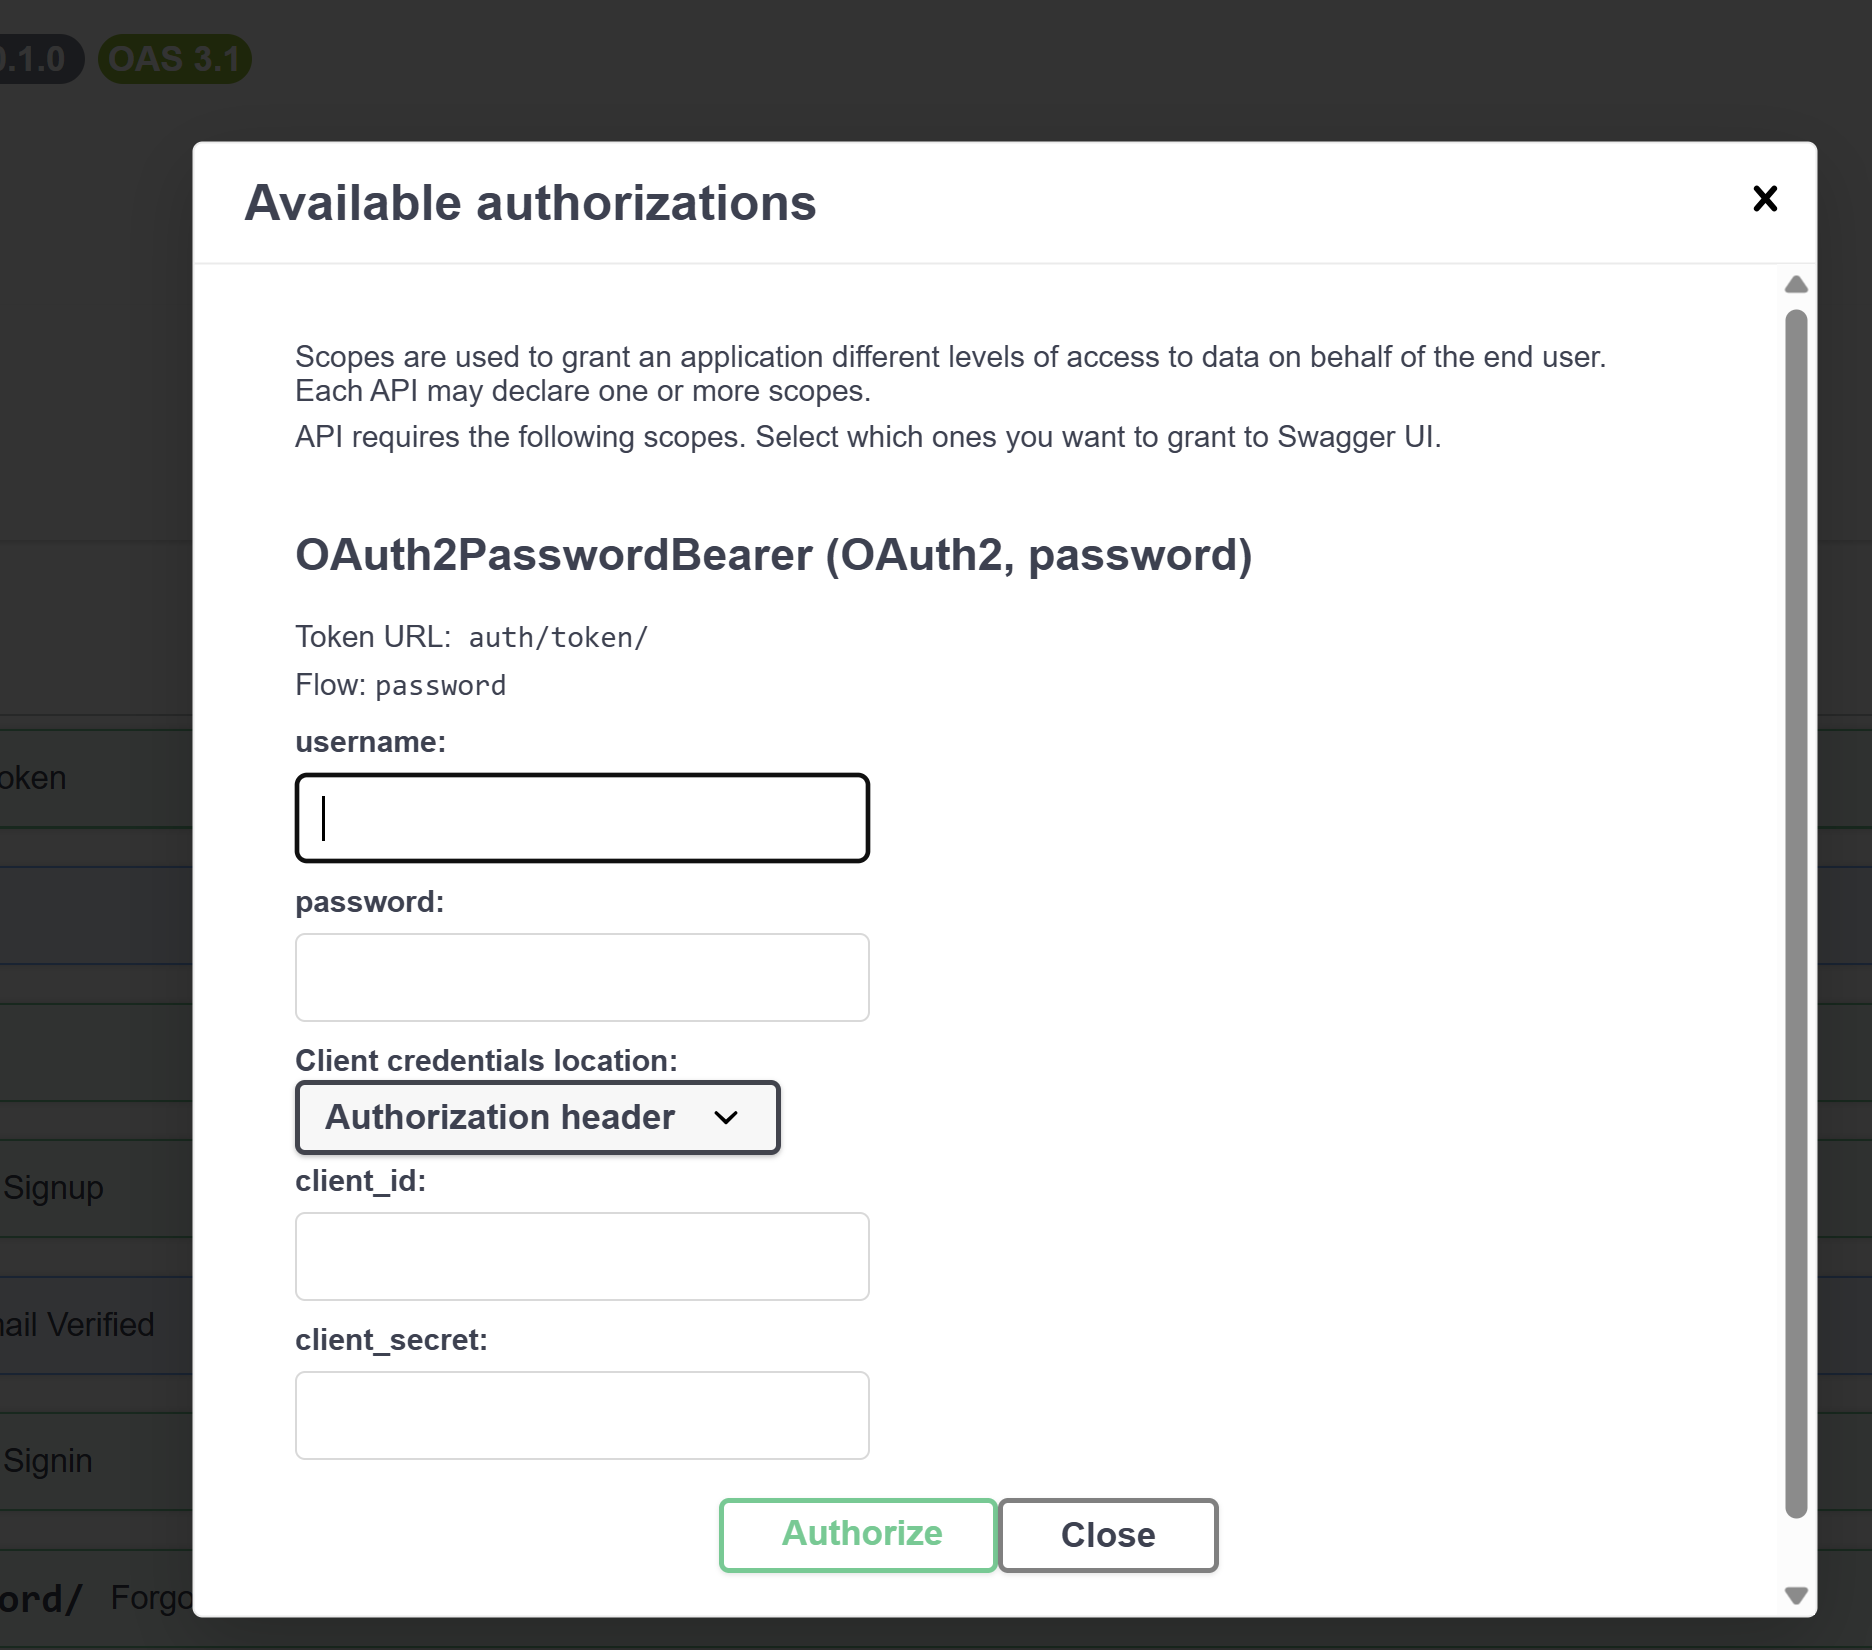 0.1.0 OAS 3.1
Available authorizations
Scopes are used to grant an application different levels of access to data on behalf of the end user.
Each API may declare one or more scopes.
API requires the following scopes. Select which ones you want to grant to Swagger UI.
OAuth2PasswordBearer (OAuth2, password)
Token URL: auth/token/
Flow: password
username:
oken
password:
Client credentials location:
Authorization header
client_id:
Signup
ail Verified
client_secret:
Signin
Authorize Close
ord/ Forgo